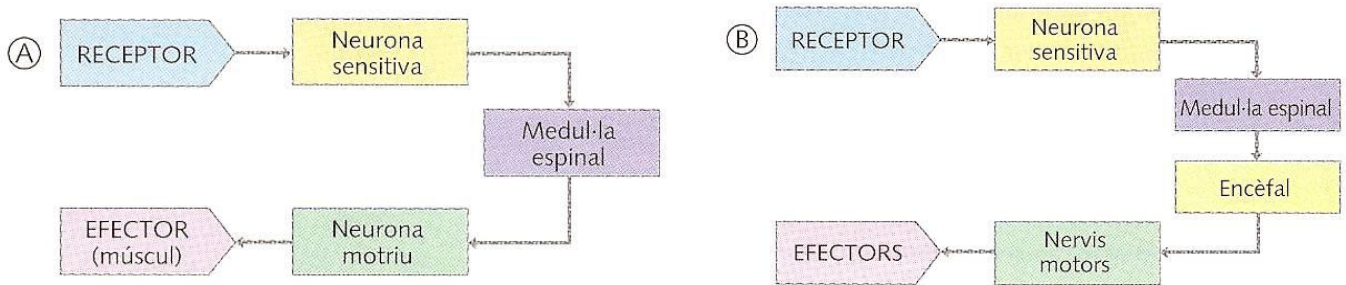 A
RECEPTOR
Neurona
sensitiva
Medul·la
espinal
Neurona
motriu
EFECTOR
(múscul)
B
RECEPTOR
Neurona
sensitiva
Medul·la espinal
Encèfal
Nervis
motors
EFECTORS